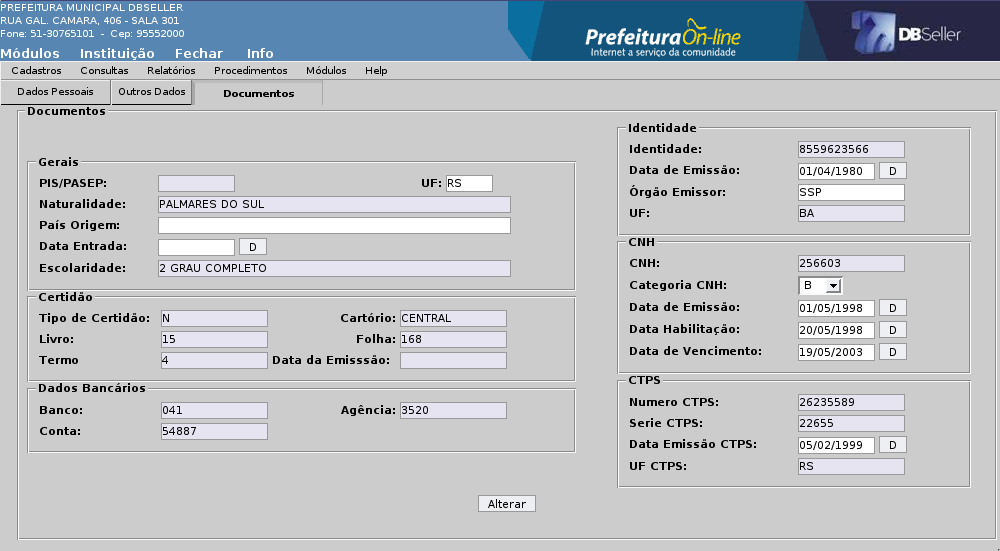 PREFEITURA MUNICIPAL DBSELLER
RUA GAL. CAMARA, 406 - SALA 301
Fone: 51-30765101 - Cep: 95552000
PrefeituraOn-line
Internet a serviço da comunidade
DBSeller
Módulos Instituição Fechar Info
Cadastros Consultas Relatórios Procedimentos Módulos Help
Dados Pessoais Outros Dados Documentos
Documentos
Gerais
PIS/PASEP: UF: RS
Naturalidade: PALMARES DO SUL
País Origem:
Data Entrada: D
Escolaridade: 2 GRAU COMPLETO
Certidão
Tipo de Certidão: N Cartório: CENTRAL
Livro: 15 Folha: 168
Termo 4 Data da Emisssão:
Dados Bancários
Banco: 041 Agência: 3520
Conta: 54887
Identidade
Identidade: 8559623566
Data de Emissão: 01/04/1980 D
Órgão Emissor: SSP
UF: BA
CNH
CNH: 256603
Categoria CNH: B
Data de Emissão: 01/05/1998 D
Data Habilitação: 20/05/1998 D
Data de Vencimento: 19/05/2003 D
CTPS
Numero CTPS: 26235589
Serie CTPS: 22655
Data Emissão CTPS: 05/02/1999 D
UF CTPS: RS
Alterar